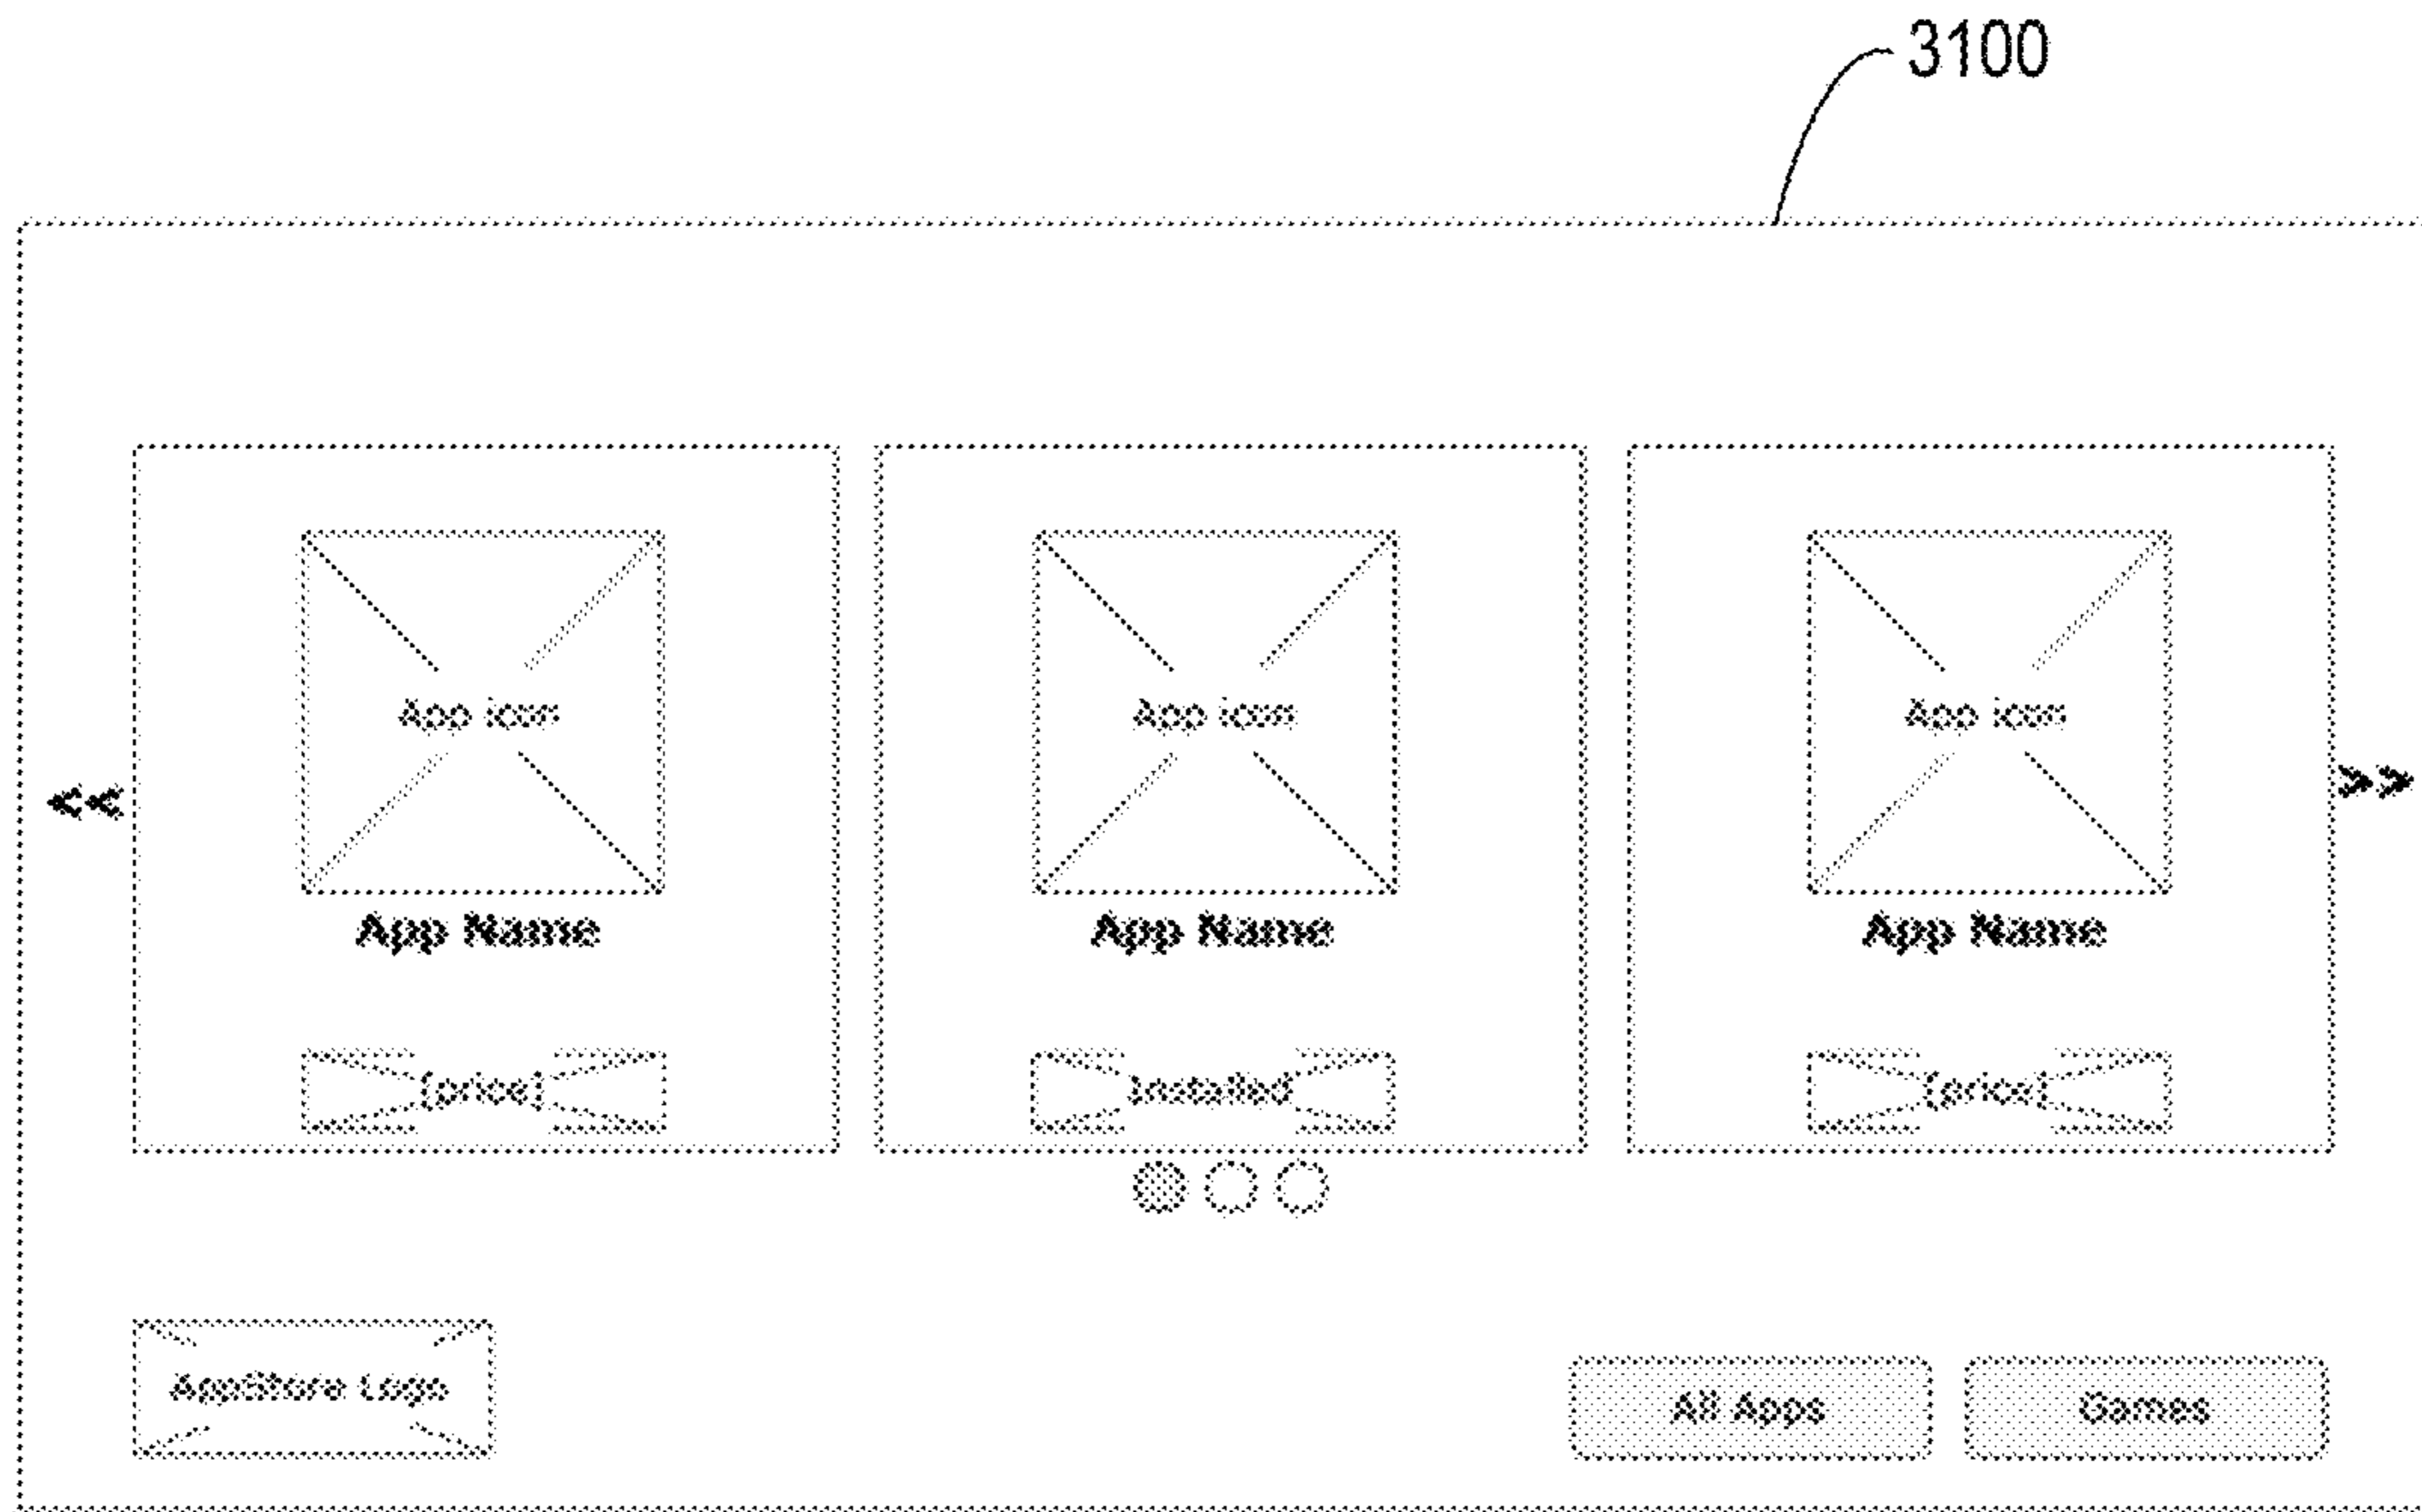 3100
App icon App icon App icon
<< >>
App Name App Name App Name
[price] Installed [price]
AppStore Logo
All Apps Games